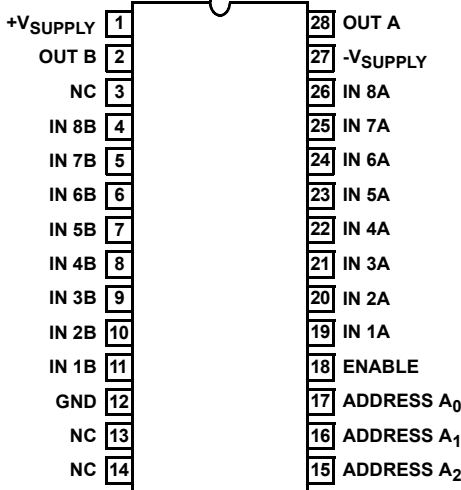 +VSUPPLY 1 28 OUT A
OUT B 2 27 -VSUPPLY
NC 3 26 IN 8A
IN 8B 4 25 IN 7A
IN 7B 5 24 IN 6A
IN 6B 6 23 IN 5A
IN 5B 7 22 IN 4A
IN 4B 8 21 IN 3A
IN 3B 9 20 IN 2A
IN 2B 10 19 IN 1A
IN 1B 11 18 ENABLE
GND 12 17 ADDRESS A0
NC 13 16 ADDRESS A1
NC 14 15 ADDRESS A2